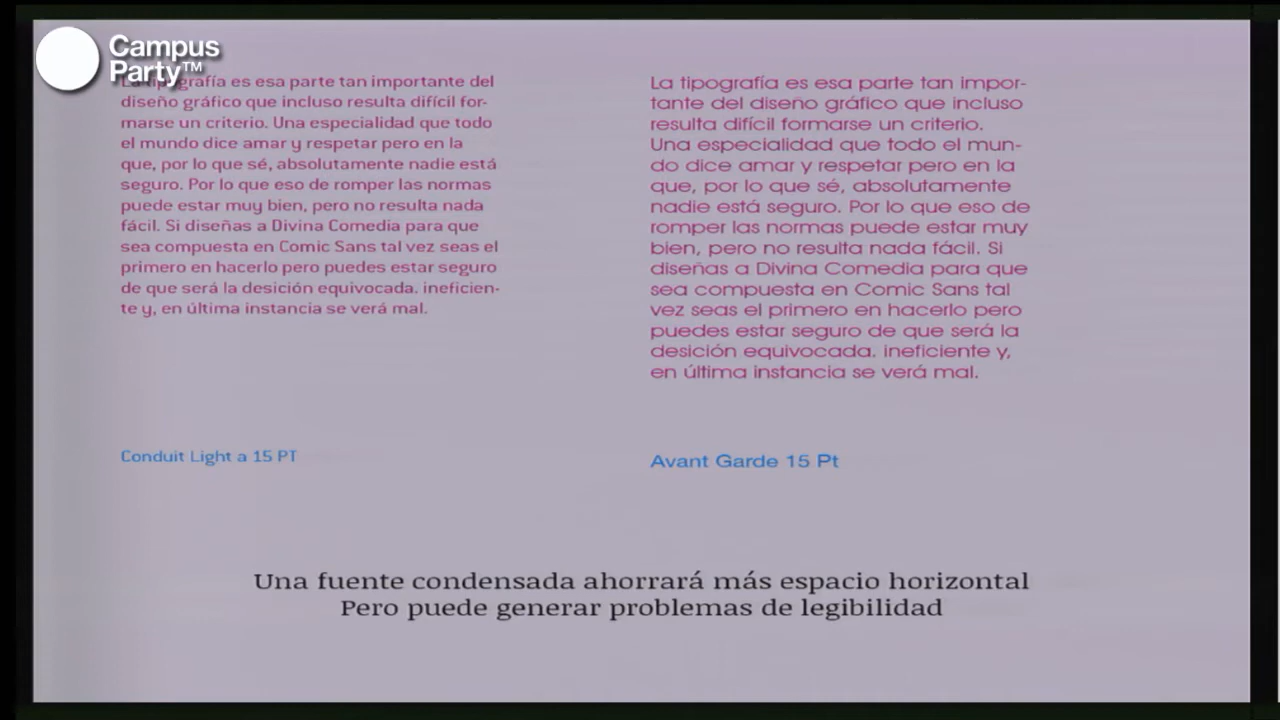 Campus
Party™
La tipografía es esa parte tan importante del
diseño gráfico que incluso resulta difícil for-
marse un criterio. Una especialidad que todo
el mundo dice amar y respetar pero en la
que, por lo que sé, absolutamente nadie está
seguro. Por lo que eso de romper las normas
puede estar muy bien, pero no resulta nada
fácil. Si diseñas a Divina Comedia para que
sea compuesta en Comic Sans tal vez seas el
primero en hacerlo pero puedes estar seguro
de que será la desición equivocada. ineficien-
te y, en última instancia se verá mal.
Conduit Light a 15 PT
La tipografía es esa parte tan impor-
tante del diseño gráfico que incluso
resulta difícil formarse un criterio.
Una especialidad que todo el mun-
do dice amar y respetar pero en la
que, por lo que sé, absolutamente
nadie está seguro. Por lo que eso de
romper las normas puede estar muy
bien, pero no resulta nada fácil. Si
diseñas a Divina Comedia para que
sea compuesta en Comic Sans tal
vez seas el primero en hacerlo pero
puedes estar seguro de que será la
desición equivocada. ineficiente y,
en última instancia se verá mal.
Avant Garde 15 Pt
Una fuente condensada ahorrará más espacio horizontal
Pero puede generar problemas de legibilidad